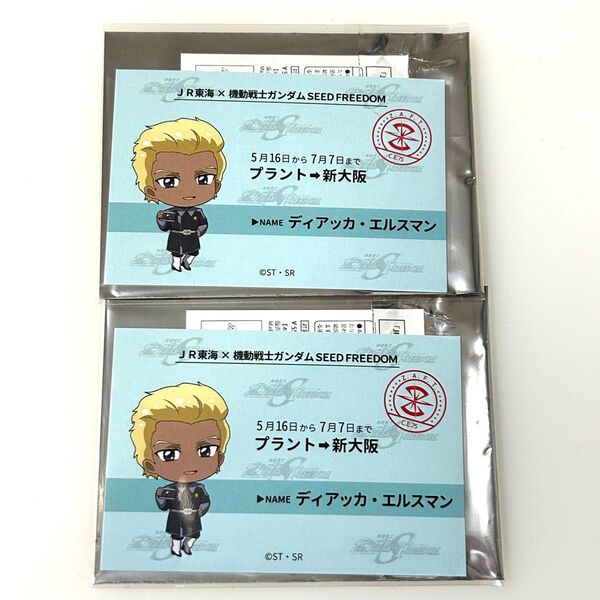 JR東海 × 機動戦士ガンダム SEED FREEDOM
Z.A.F.T.
C.E.75
5月16日から7月7日まで
プラント➡新大阪
▶NAME ディアッカ・エルスマン
©ST・SR
JR東海 × 機動戦士ガンダム SEED FREEDOM
Z.A.F.T.
C.E.75
5月16日から7月7日まで
プラント➡新大阪
▶NAME ディアッカ・エルスマン
©ST・SR